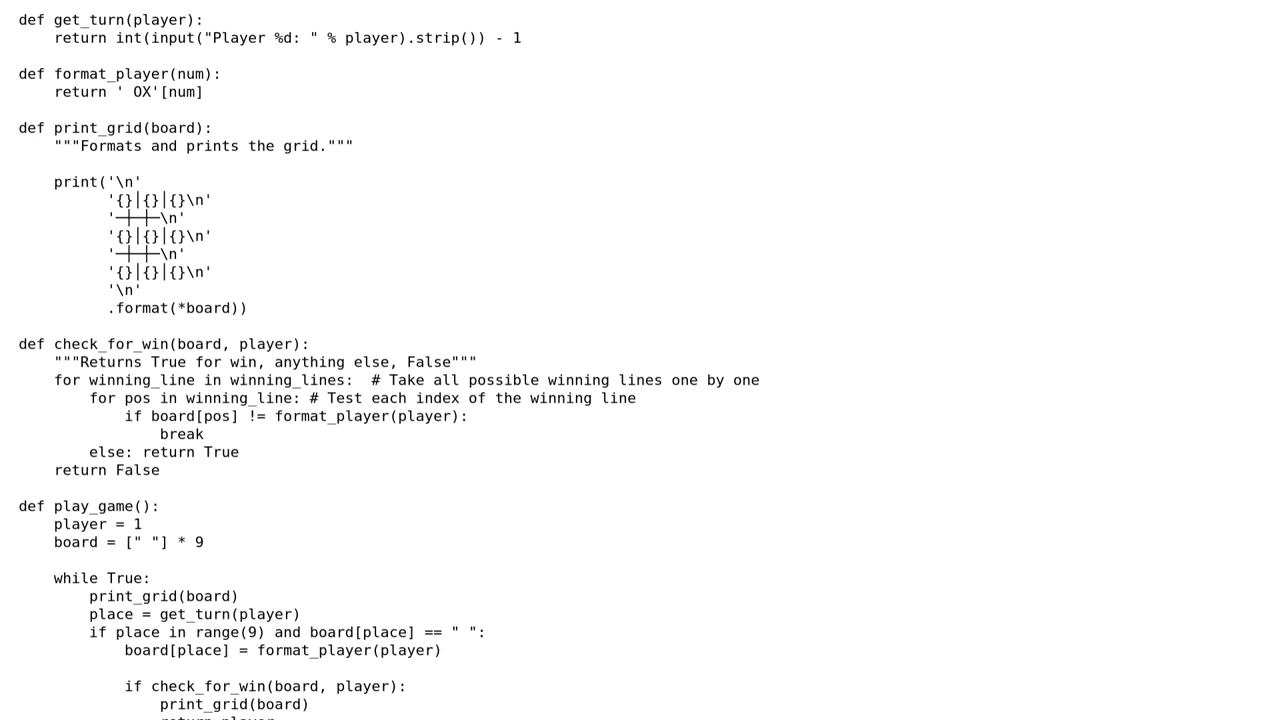 def get_turn(player):
    return int(input("Player %d: " % player).strip()) - 1

def format_player(num):
    return ' OX'[num]

def print_grid(board):
    """Formats and prints the grid."""

    print('\n'
          '{}│{}│{}\n'
          '─┼─┼─\n'
          '{}│{}│{}\n'
          '─┼─┼─\n'
          '{}│{}│{}\n'
          '\n'
          .format(*board))

def check_for_win(board, player):
    """Returns True for win, anything else, False"""
    for winning_line in winning_lines:  # Take all possible winning lines one by one
        for pos in winning_line: # Test each index of the winning line
            if board[pos] != format_player(player):
                break
        else: return True
    return False

def play_game():
    player = 1
    board = [" "] * 9

    while True:
        print_grid(board)
        place = get_turn(player)
        if place in range(9) and board[place] == " ":
            board[place] = format_player(player)

            if check_for_win(board, player):
                print_grid(board)
                return player